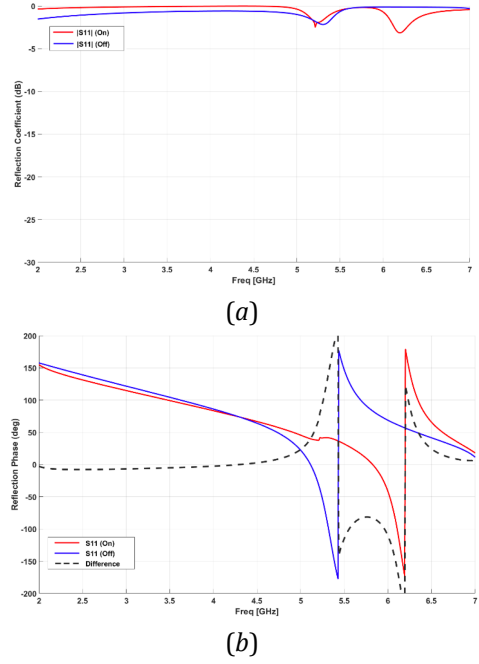 0
-5
-10
-15
-20
-25
-30
Reflection Coefficient (dB)
|S11| (On)
|S11| (Off)
2 2.5 3 3.5 4 4.5 5 5.5 6 6.5 7
Freq [GHz]
(a)
200
150
100
50
0
-50
-100
-150
-200
Reflection Phase (deg)
S11 (On)
S11 (Off)
Difference
2 2.5 3 3.5 4 4.5 5 5.5 6 6.5 7
Freq [GHz]
(b)